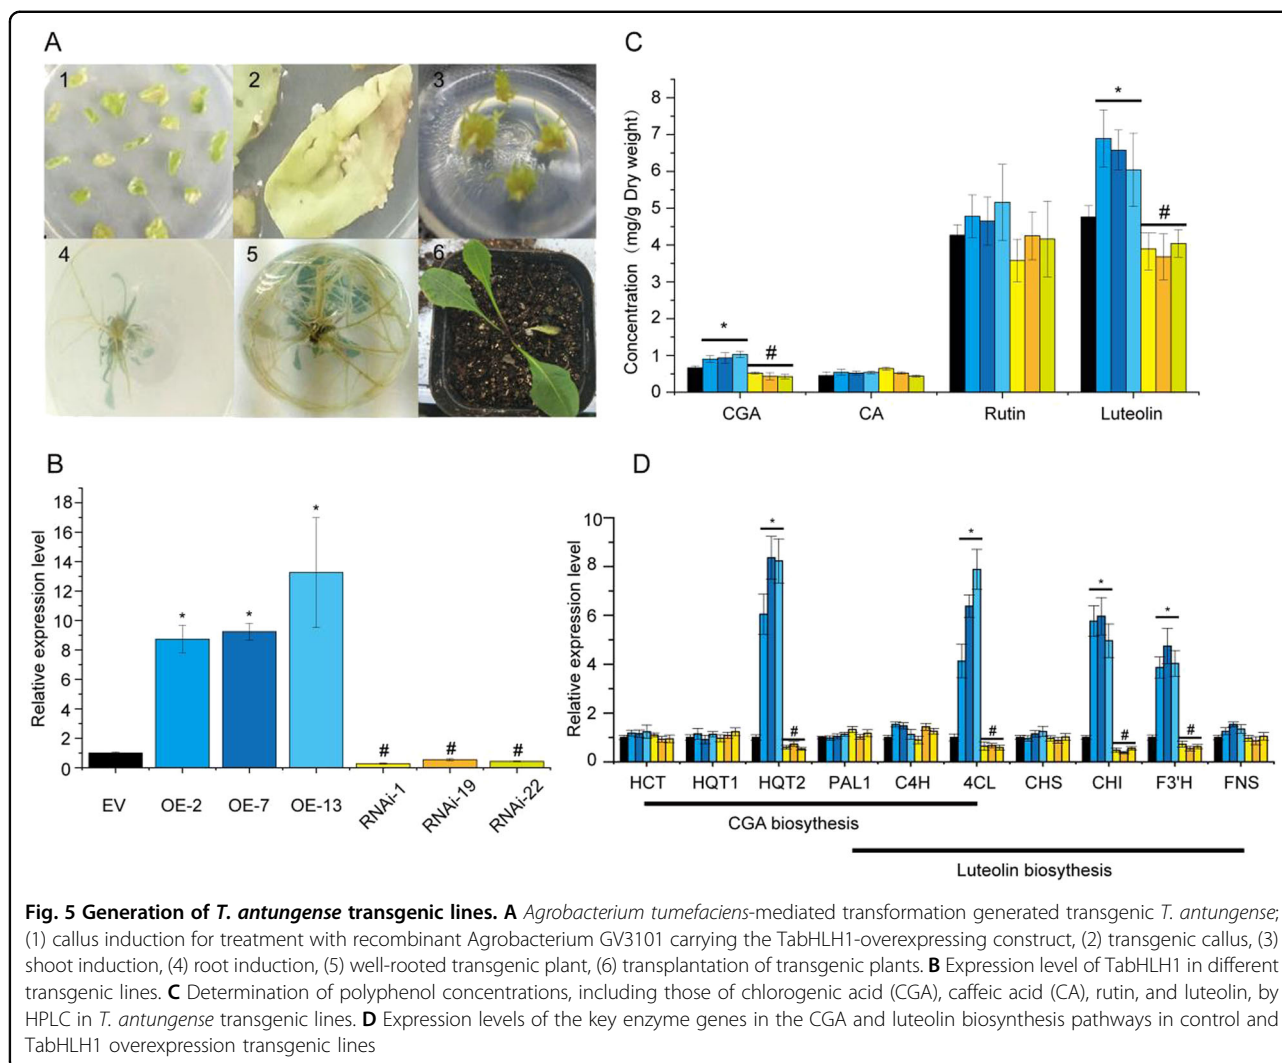 A
1 2 3
4 5 6
B
Relative expression level
18
16
14
12
10
8
6
4
2
0
* * * # # #
EV OE-2 OE-7 OE-13 RNAi-1 RNAi-19 RNAi-22
C
Concentration (mg/g Dry weight)
8
7
6
5
4
3
2
1
0
* # * #
CGA CA Rutin Luteolin
D
Relative expression level
10
8
6
4
2
0
* # * # * # * #
HCT HQT1 HQT2 PAL1 C4H 4CL CHS CHI F3'H FNS
CGA biosythesis
Luteolin biosythesis
Fig. 5 Generation of T. antungense transgenic lines. A Agrobacterium tumefaciens-mediated transformation generated transgenic T. antungense;
(1) callus induction for treatment with recombinant Agrobacterium GV3101 carrying the TabHLH1-overexpressing construct, (2) transgenic callus, (3)
shoot induction, (4) root induction, (5) well-rooted transgenic plant, (6) transplantation of transgenic plants. B Expression level of TabHLH1 in different
transgenic lines. C Determination of polyphenol concentrations, including those of chlorogenic acid (CGA), caffeic acid (CA), rutin, and luteolin, by
HPLC in T. antungense transgenic lines. D Expression levels of the key enzyme genes in the CGA and luteolin biosynthesis pathways in control and
TabHLH1 overexpression transgenic lines